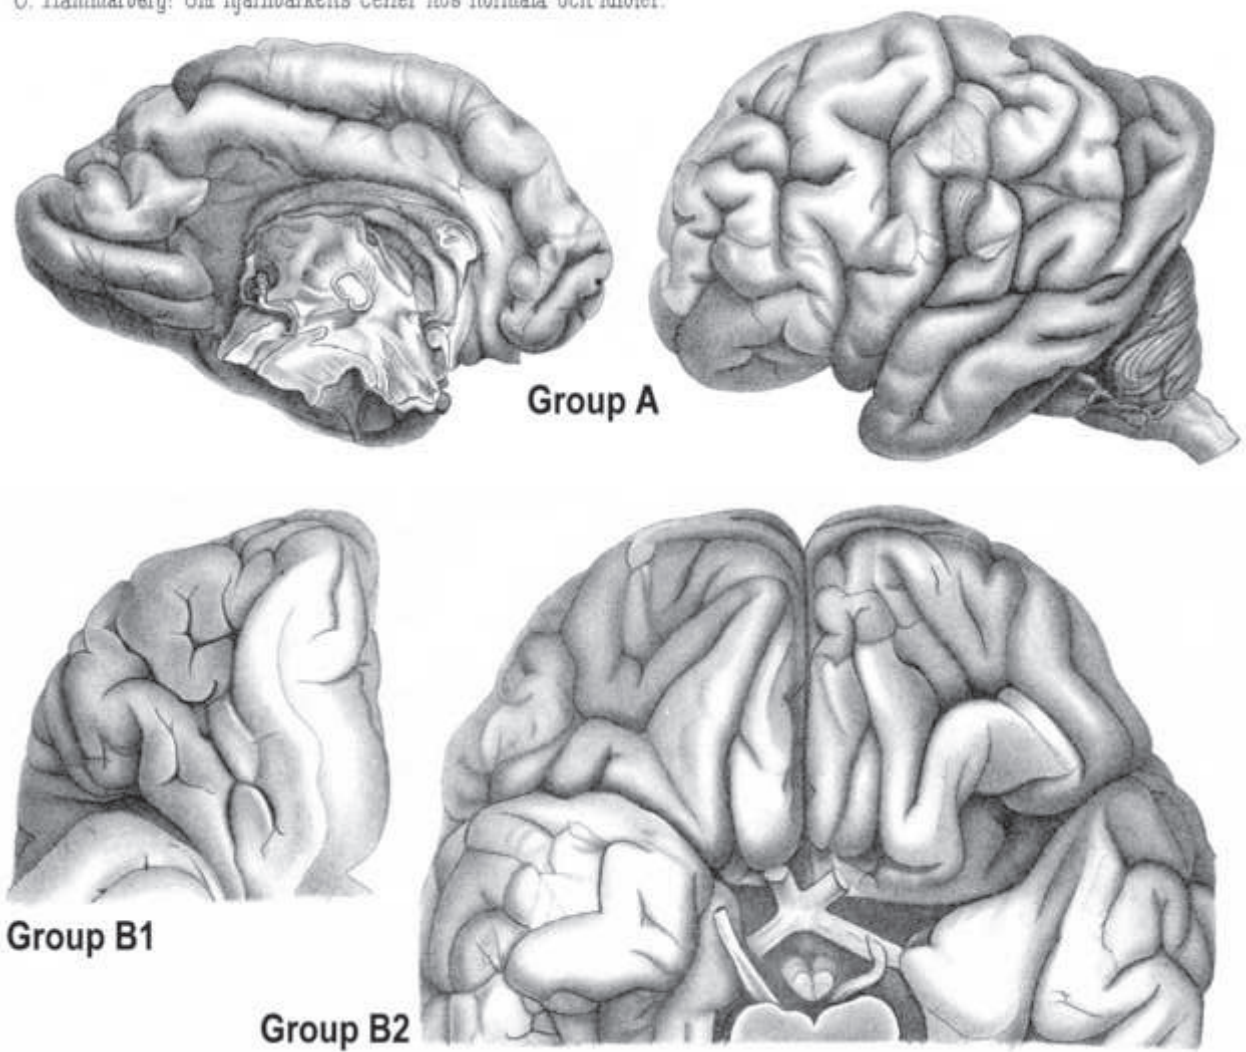 C. Hammarberg: Om hjärnbarkens celler hos normala och idioter.
Group A
Group B1
Group B2